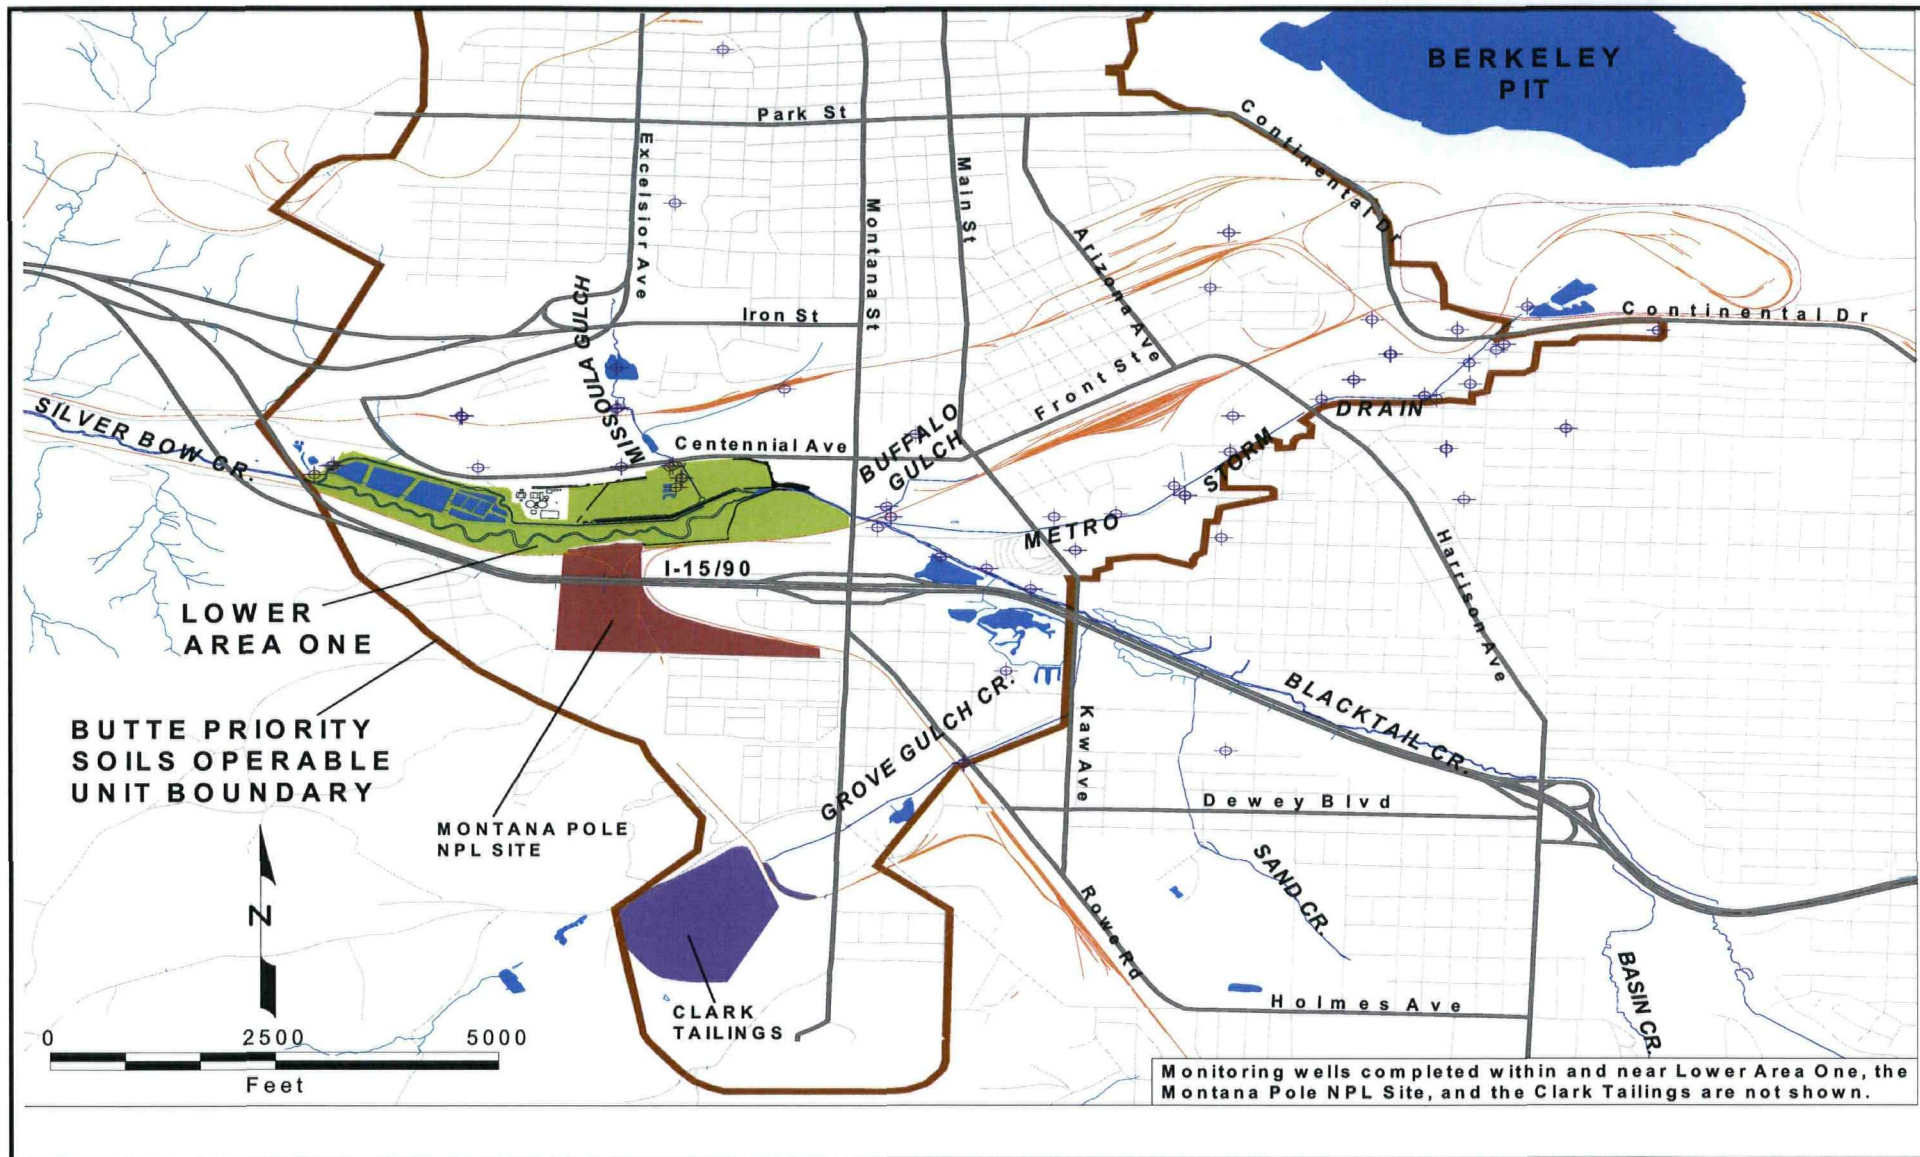 BERKELEY
PIT
Park St
Continental Dr
Excelsior Ave
Montana St
Main St
Arizona Ave
MISSOULA GULCH
Iron St
Continental Dr
Front St
SILVER BOW CR.
Centennial Ave
BUFFALO
GULCH
METRO STORM DRAIN
I-15/90
Harrison Ave
LOWER
AREA ONE
BUTTE PRIORITY
SOILS OPERABLE
UNIT BOUNDARY
MONTANA POLE
NPL SITE
GROVE GULCH CR.
Kaw Ave
BLACKTAIL CR.
Dewey Blvd
SAND CR.
Rowe Rd
N
CLARK
TAILINGS
Holmes Ave
BASIN CR.
0 2500 5000
Feet
Monitoring wells completed within and near Lower Area One, the
Montana Pole NPL Site, and the Clark Tailings are not shown.